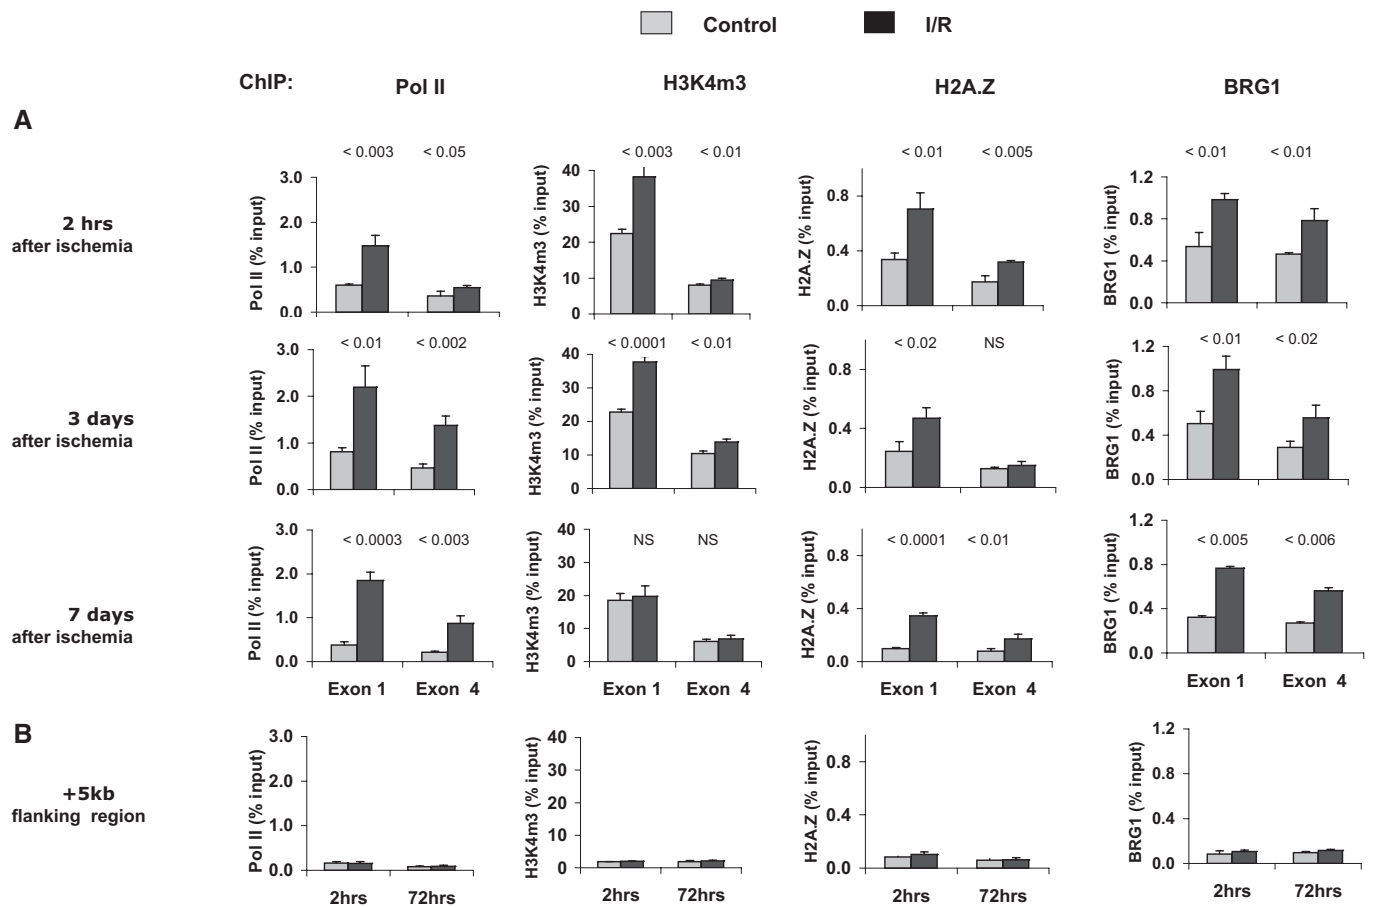 Control I/R
ChIP: Pol II H3K4m3 H2A.Z BRG1
A
2 hrs
after ischemia
Pol II (% input)
3.0
2.0
1.0
0.0
< 0.003 < 0.05
H3K4m3 (% input)
40
30
20
10
0
< 0.003 < 0.01
H2A.Z (% input)
0.8
0.4
0.0
< 0.01 < 0.005
BRG1 (% input)
1.2
0.8
0.4
0.0
< 0.01 < 0.01
3 days
after ischemia
Pol II (% input)
3.0
2.0
1.0
0.0
< 0.01 < 0.002
H3K4m3 (% input)
40
30
20
10
0
< 0.0001 < 0.01
H2A.Z (% input)
0.8
0.4
0.0
< 0.02 NS
BRG1 (% input)
1.2
0.8
0.4
0.0
< 0.01 < 0.02
7 days
after ischemia
Pol II (% input)
3.0
2.0
1.0
0.0
< 0.0003 < 0.003
Exon 1 Exon 4
H3K4m3 (% input)
40
30
20
10
0
NS NS
Exon 1 Exon 4
H2A.Z (% input)
0.8
0.4
0.0
< 0.0001 < 0.01
Exon 1 Exon 4
BRG1 (% input)
1.2
0.8
0.4
0.0
< 0.005 < 0.006
Exon 1 Exon 4
B
+5kb
flanking region
Pol II (% input)
3.0
2.0
1.0
0.0
2hrs 72hrs
H3K4m3 (% input)
40
30
20
10
0
2hrs 72hrs
H2A.Z (% input)
0.8
0.4
0.0
2hrs 72hrs
BRG1 (% input)
1.2
0.8
0.4
0.0
2hrs 72hrs